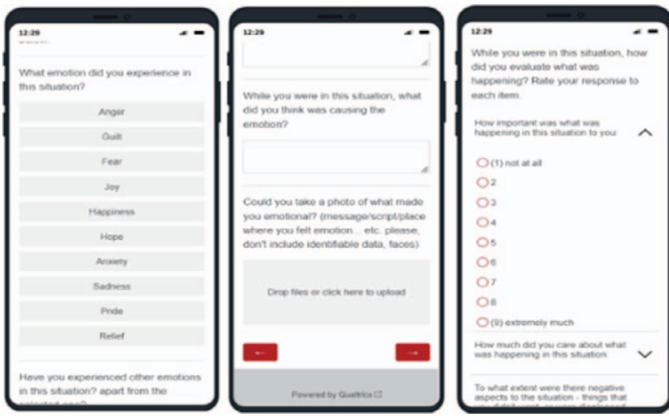 12:29
below.
What emotion did you experience in
this situation?
Anger
Guilt
Fear
Joy
Happiness
Hope
Anxiety
Sadness
Pride
Relief
Have you experienced other emotions
in this situation? apart from the
12:29
While you were in this situation, what
did you think was causing the
emotion?
Could you take a photo of what made
you emotional? (message/script/place
where you felt emotion... etc. please,
don't include identifiable data, faces)
Drop files or click here to upload
←
→
Powered by Qualtrics
12:29
While you were in this situation, how
did you evaluate what was
happening? Rate your response to
each item.
How important was what was
happening in this situation to you:
(1) not at all
2
3
4
5
6
7
8
(9) extremely much
How much did you care about what
was happening in this situation:
To what extent were there negative
aspects to the situation - things that